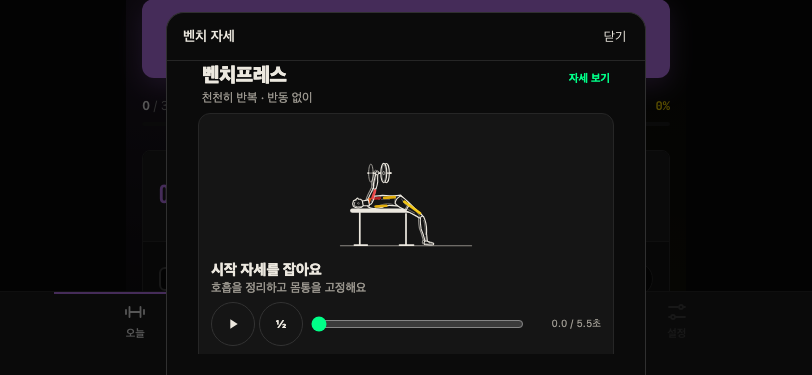 벤치 자세
닫기
벤치프레스
자세 보기
천천히 반복 · 반동 없이
0 / 3
0%
시작 자세를 잡아요
호흡을 정리하고 몸통을 고정해요
½
0.0 / 5.5초
오늘
설정